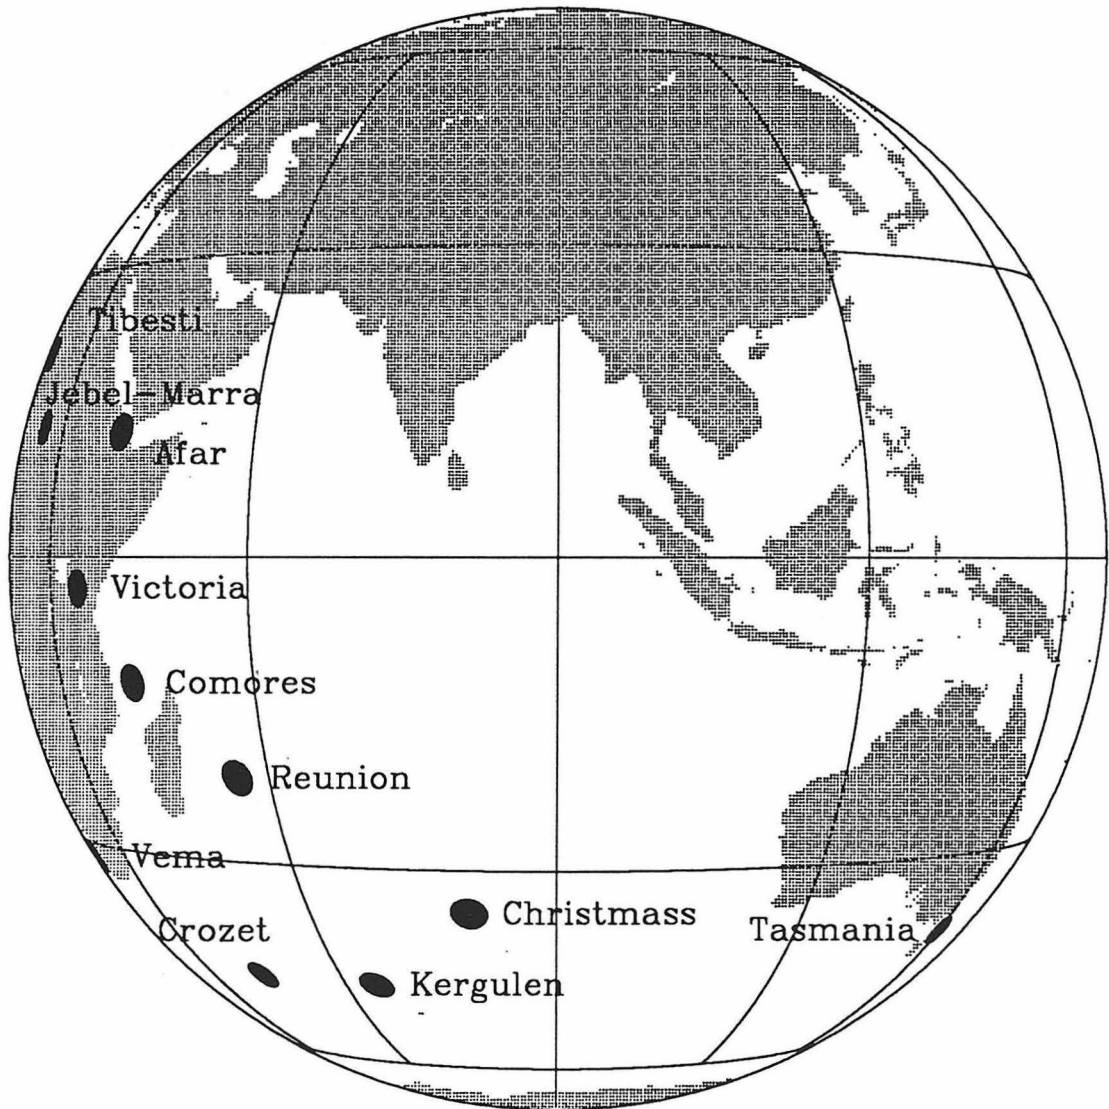 Tibesti
Jebel-Marra
Afar
Victoria
Comores
Reunion
Vema
Christmass
Crozet
Tasmania
Kergulen